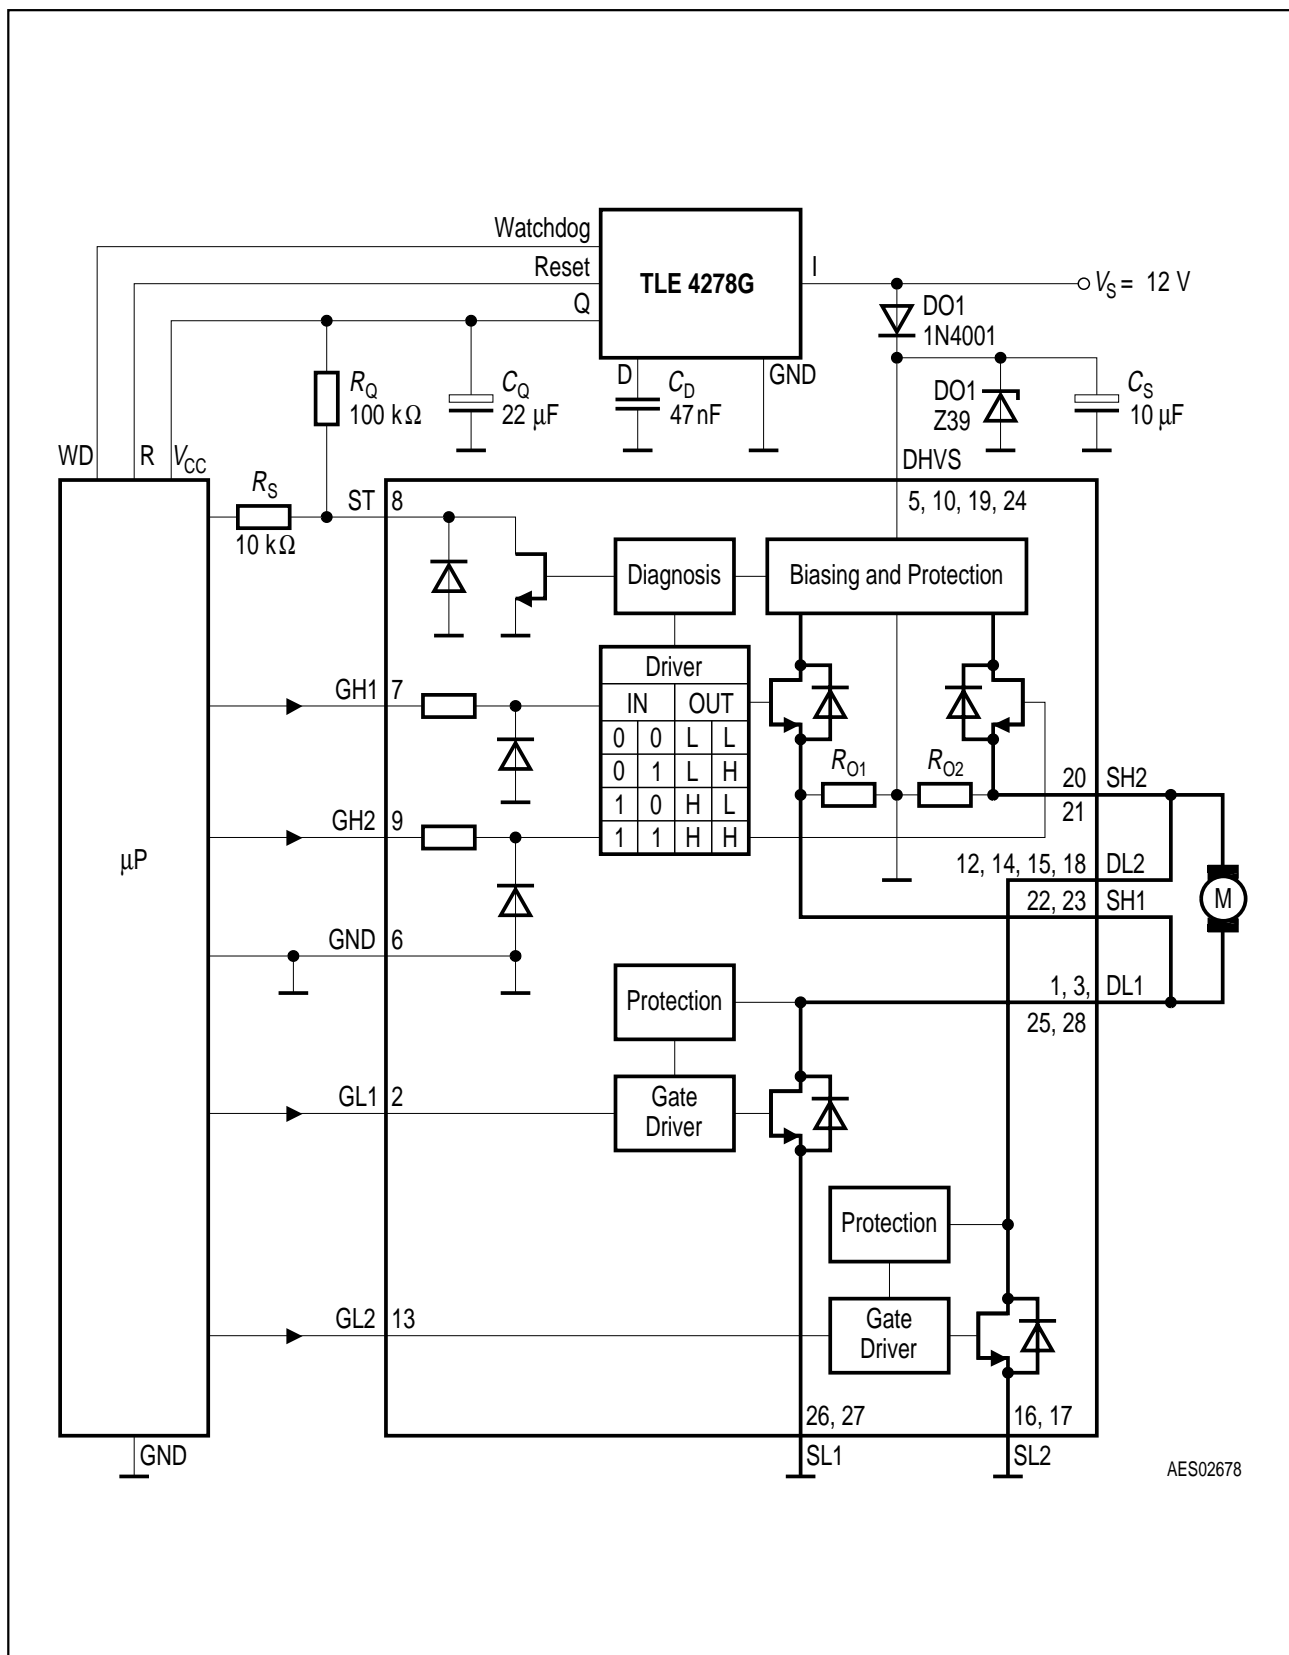 Watchdog
Reset
Q
TLE 4278G
I
V_S = 12 V
DO1
1N4001
D
C_D
47 nF
GND
R_Q
100 kΩ
C_Q
22 μF
DO1
Z39
C_S
10 μF
WD
R
V_CC
DHVS
R_S
10 kΩ
ST
8
5, 10, 19, 24
Diagnosis
Biasing and Protection
GH1
7
Driver
IN
OUT
0 0 L L
0 1 L H
1 0 H L
1 1 H H
R_O1
R_O2
20
SH2
21
GH2
9
μP
12, 14, 15, 18
DL2
22, 23
SH1
M
GND
6
Protection
1, 3,
DL1
25, 28
GL1
2
Gate
Driver
Protection
GL2
13
Gate
Driver
26, 27
16, 17
GND
SL1
SL2
AES02678